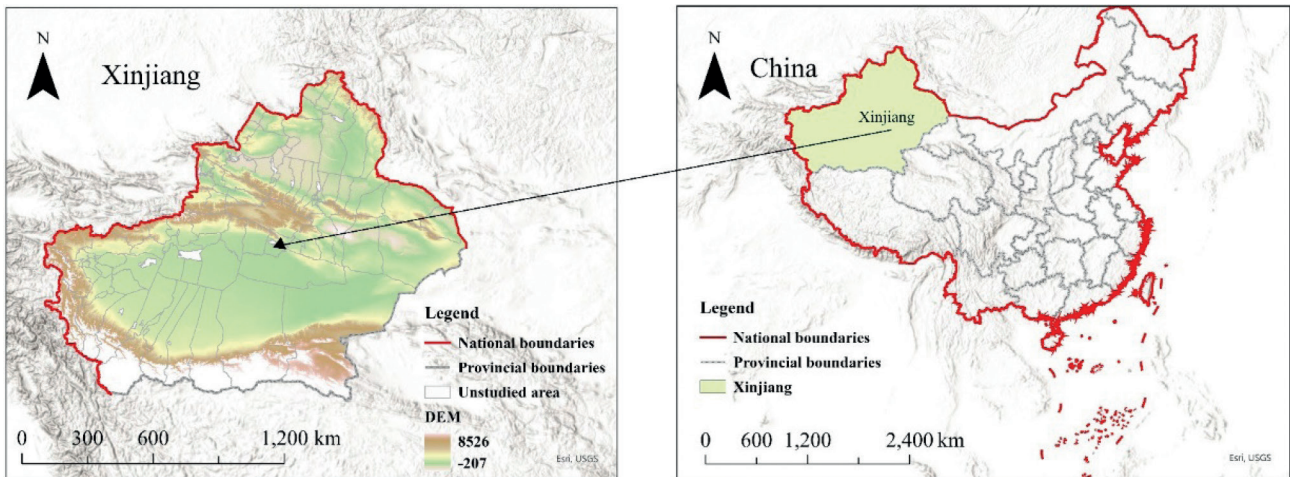 N
Xinjiang
Legend
National boundaries
Provincial boundaries
Unstudied area
DEM
8526
-207
0 300 600 1,200 km
Esri, USGS
N
China
Xinjiang
Legend
National boundaries
Provincial boundaries
Xinjiang
0 600 1,200 2,400 km
Esri, USGS